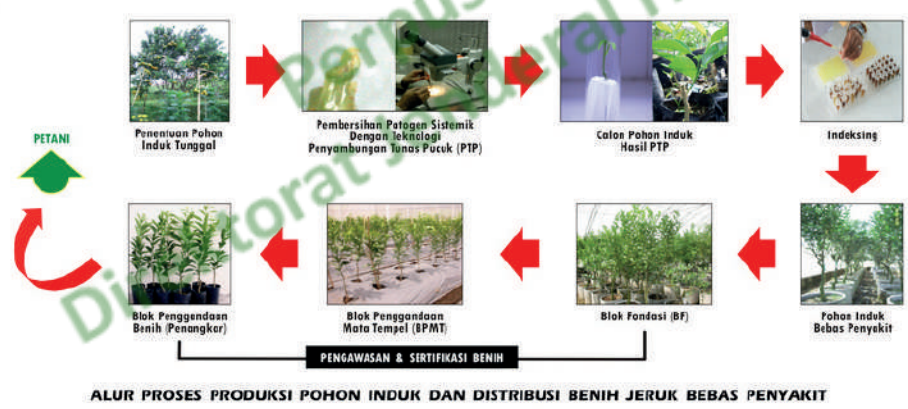 Penentuan Pohon
Induk Tunggal
Pembersihan Patogen Sistemik
Dengan Teknologi
Penyambungan Tunas Pucuk (PTP)
Calon Pohon Induk
Hasil PTP
Indeksing
PETANI
Blok Penggandaan
Benih (Penangkar)
Blok Penggandaan
Mata Tempel (BPMT)
Blok Fondasi (BF)
Pohon Induk
Bebas Penyakit
PENGAWASAN & SERTIFIKASI BENIH
ALUR PROSES PRODUKSI POHON INDUK DAN DISTRIBUSI BENIH JERUK BEBAS PENYAKIT